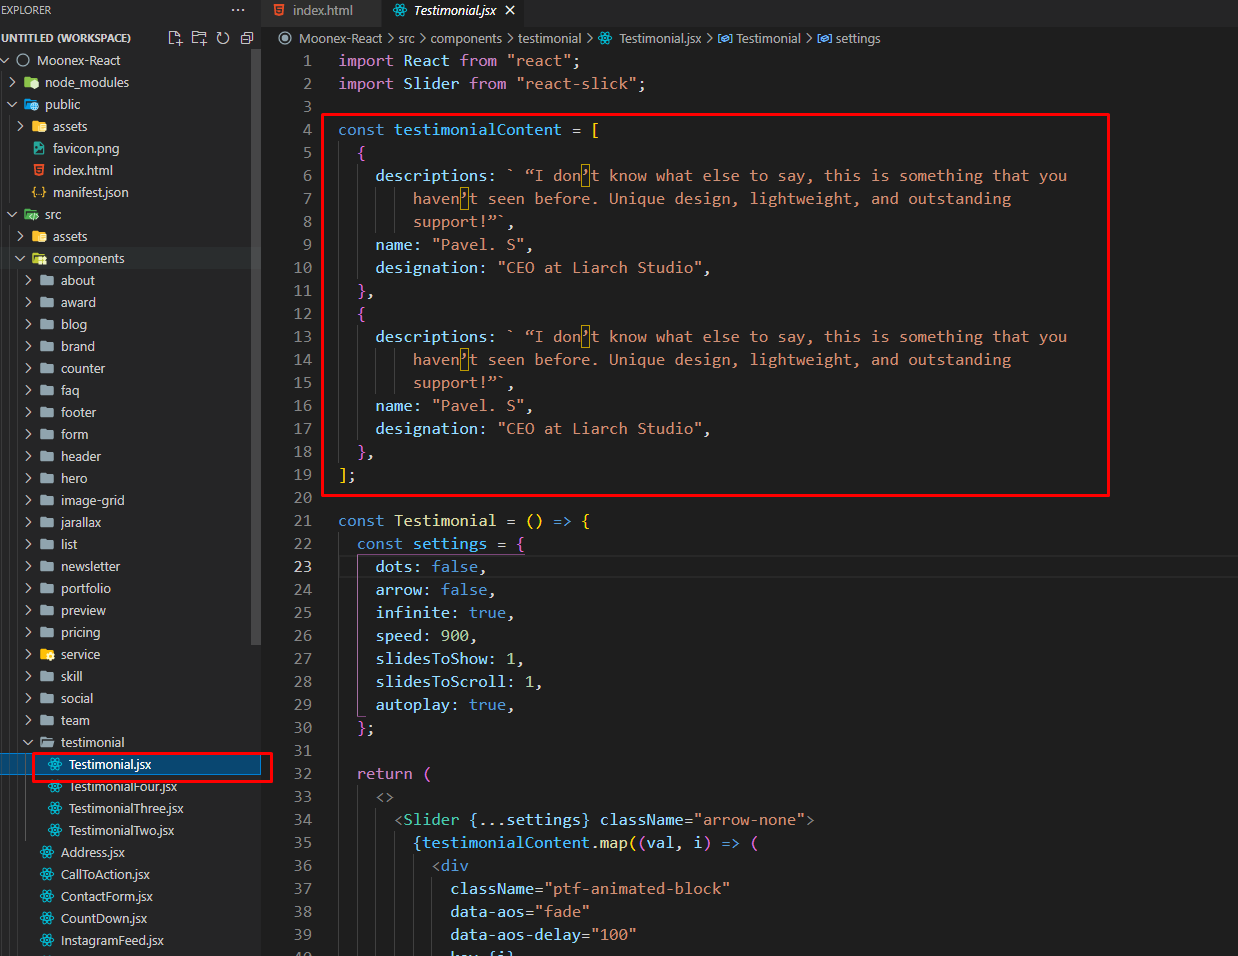 EXPLORER
···
UNTITLED (WORKSPACE)
Moonex-React
node_modules
public
assets
favicon.png
index.html
manifest.json
src
assets
components
about
award
blog
brand
counter
faq
footer
form
header
hero
image-grid
jarallax
list
newsletter
portfolio
preview
pricing
service
skill
social
team
testimonial
Testimonial.jsx
TestimonialFour.jsx
TestimonialThree.jsx
TestimonialTwo.jsx
Address.jsx
CallToAction.jsx
ContactForm.jsx
CountDown.jsx
InstagramFeed.jsx
index.html
Testimonial.jsx
Moonex-React > src > components > testimonial > Testimonial.jsx > Testimonial > settings
1 import React from "react";
2 import Slider from "react-slick";
3
4 const testimonialContent = [
5 {
6 descriptions: ` “I don’t know what else to say, this is something that you
7 haven’t seen before. Unique design, lightweight, and outstanding
8 support!”`,
9 name: "Pavel. S",
10 designation: "CEO at Liarch Studio",
11 },
12 {
13 descriptions: ` “I don’t know what else to say, this is something that you
14 haven’t seen before. Unique design, lightweight, and outstanding
15 support!”`,
16 name: "Pavel. S",
17 designation: "CEO at Liarch Studio",
18 },
19 ];
20
21 const Testimonial = () => {
22 const settings = {
23 dots: false,
24 arrow: false,
25 infinite: true,
26 speed: 900,
27 slidesToShow: 1,
28 slidesToScroll: 1,
29 autoplay: true,
30 };
31
32 return (
33 <>
34 <Slider {...settings} className="arrow-none">
35 {testimonialContent.map((val, i) => (
36 <div
37 className="ptf-animated-block"
38 data-aos="fade"
39 data-aos-delay="100"
40 key={i}